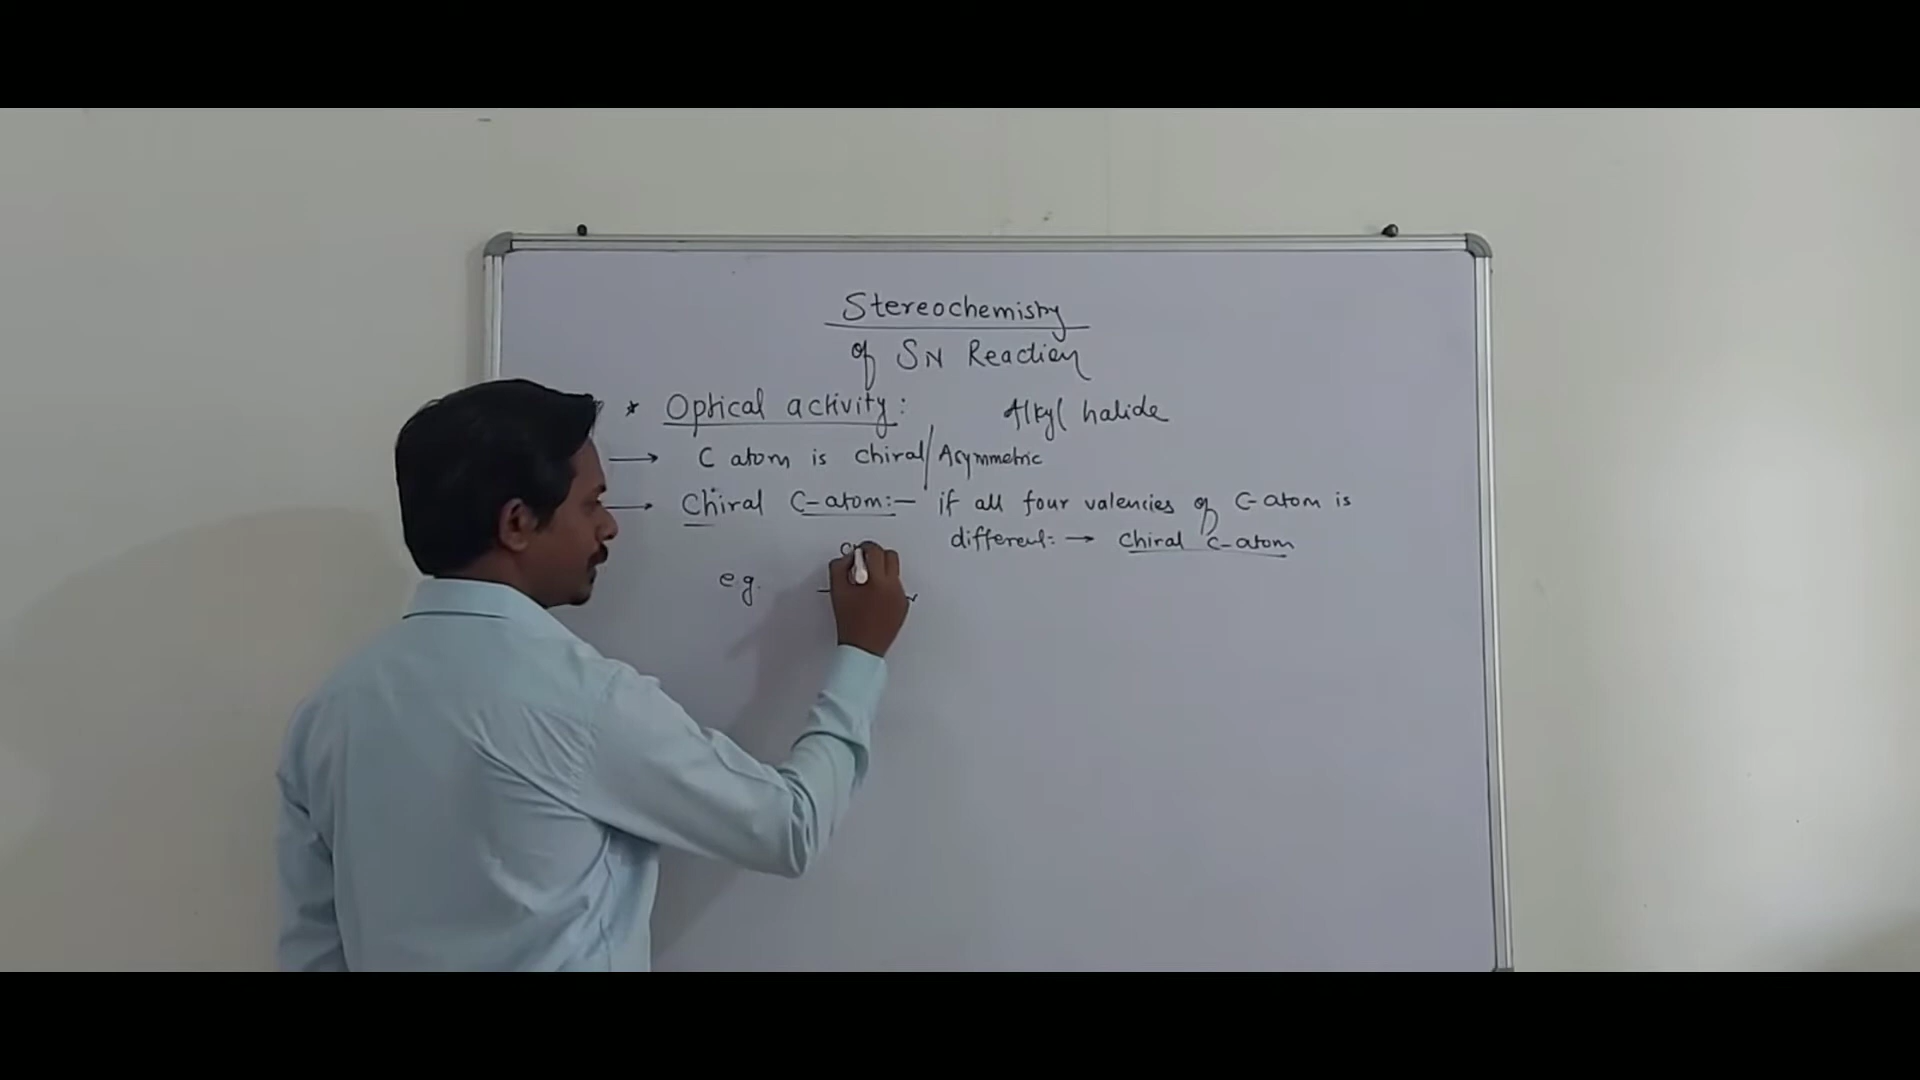 Stereochemistry
of SN Reaction
* Optical activity: Alkyl halide
→ C atom is chiral/Asymmetric
→ Chiral C-atom:- if all four valencies of C-atom is
different: → Chiral C-atom
e.g.